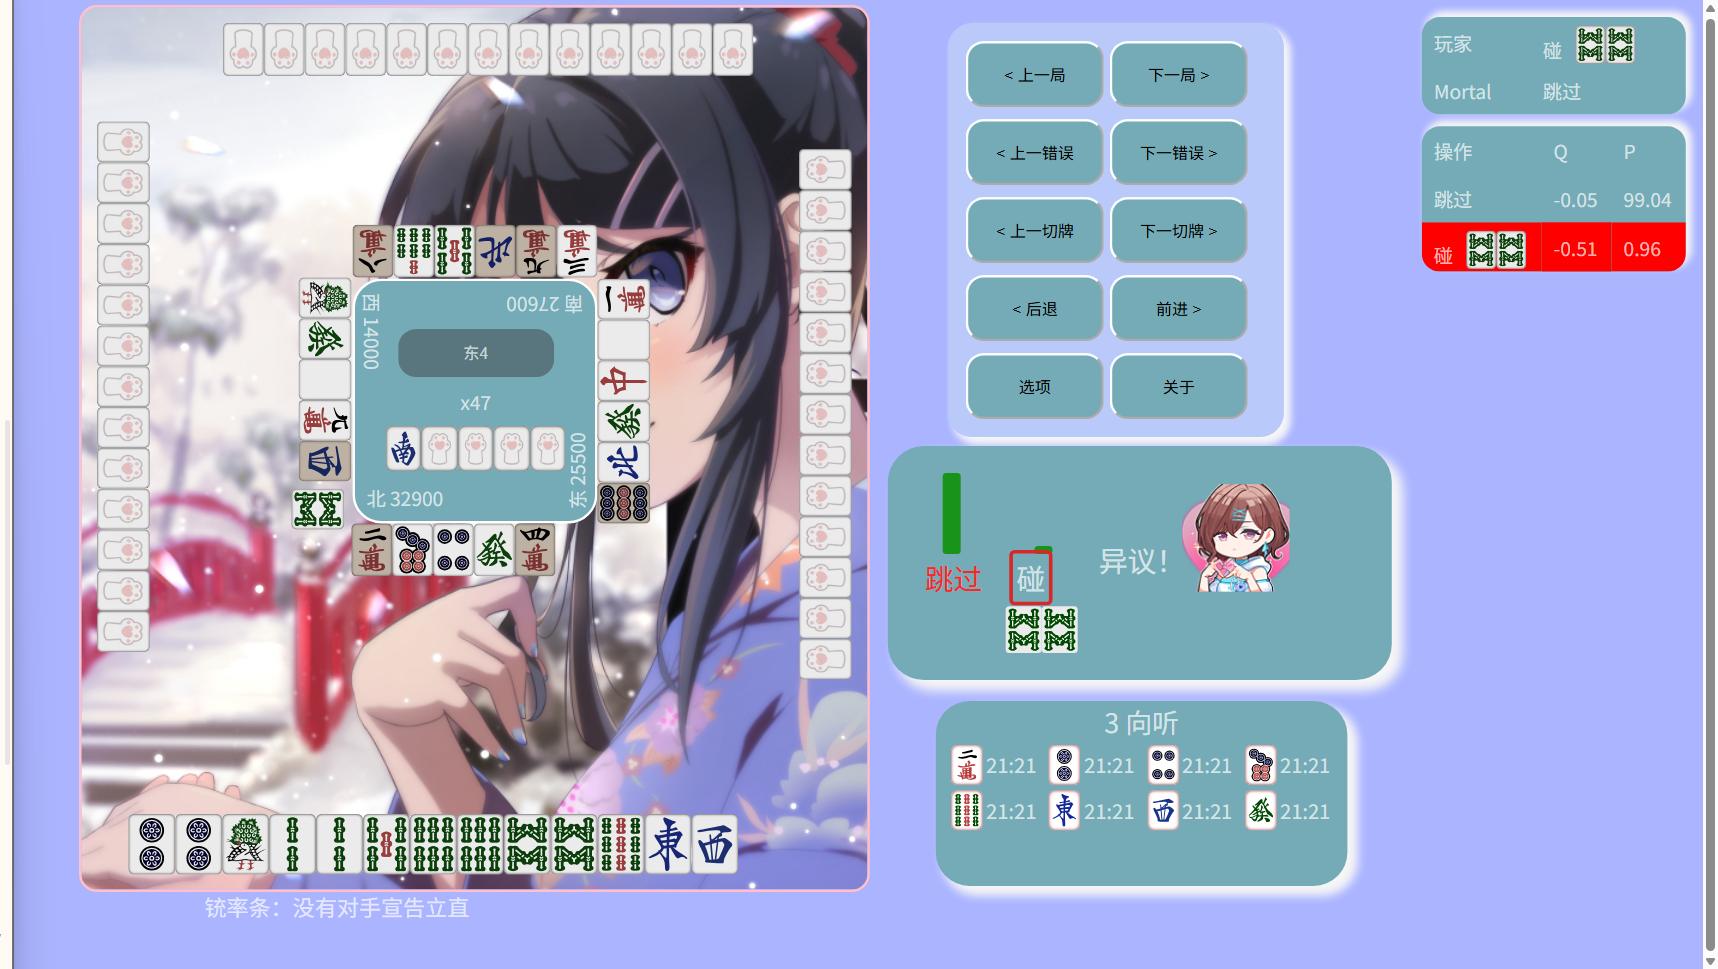 < 上一局
下一局 >
< 上一错误
下一错误 >
< 上一切牌
下一切牌 >
< 后退
前进 >
选项
关于
玩家 碰
Mortal 跳过
操作 Q P
跳过 -0.05 99.04
碰 -0.51 0.96
南 27600
西 14000
东4
x47
北 32900
东 25500
跳过
碰
异议！
3 向听
21:21 21:21 21:21 21:21
21:21 21:21 21:21 21:21
铳率条：没有对手宣告立直